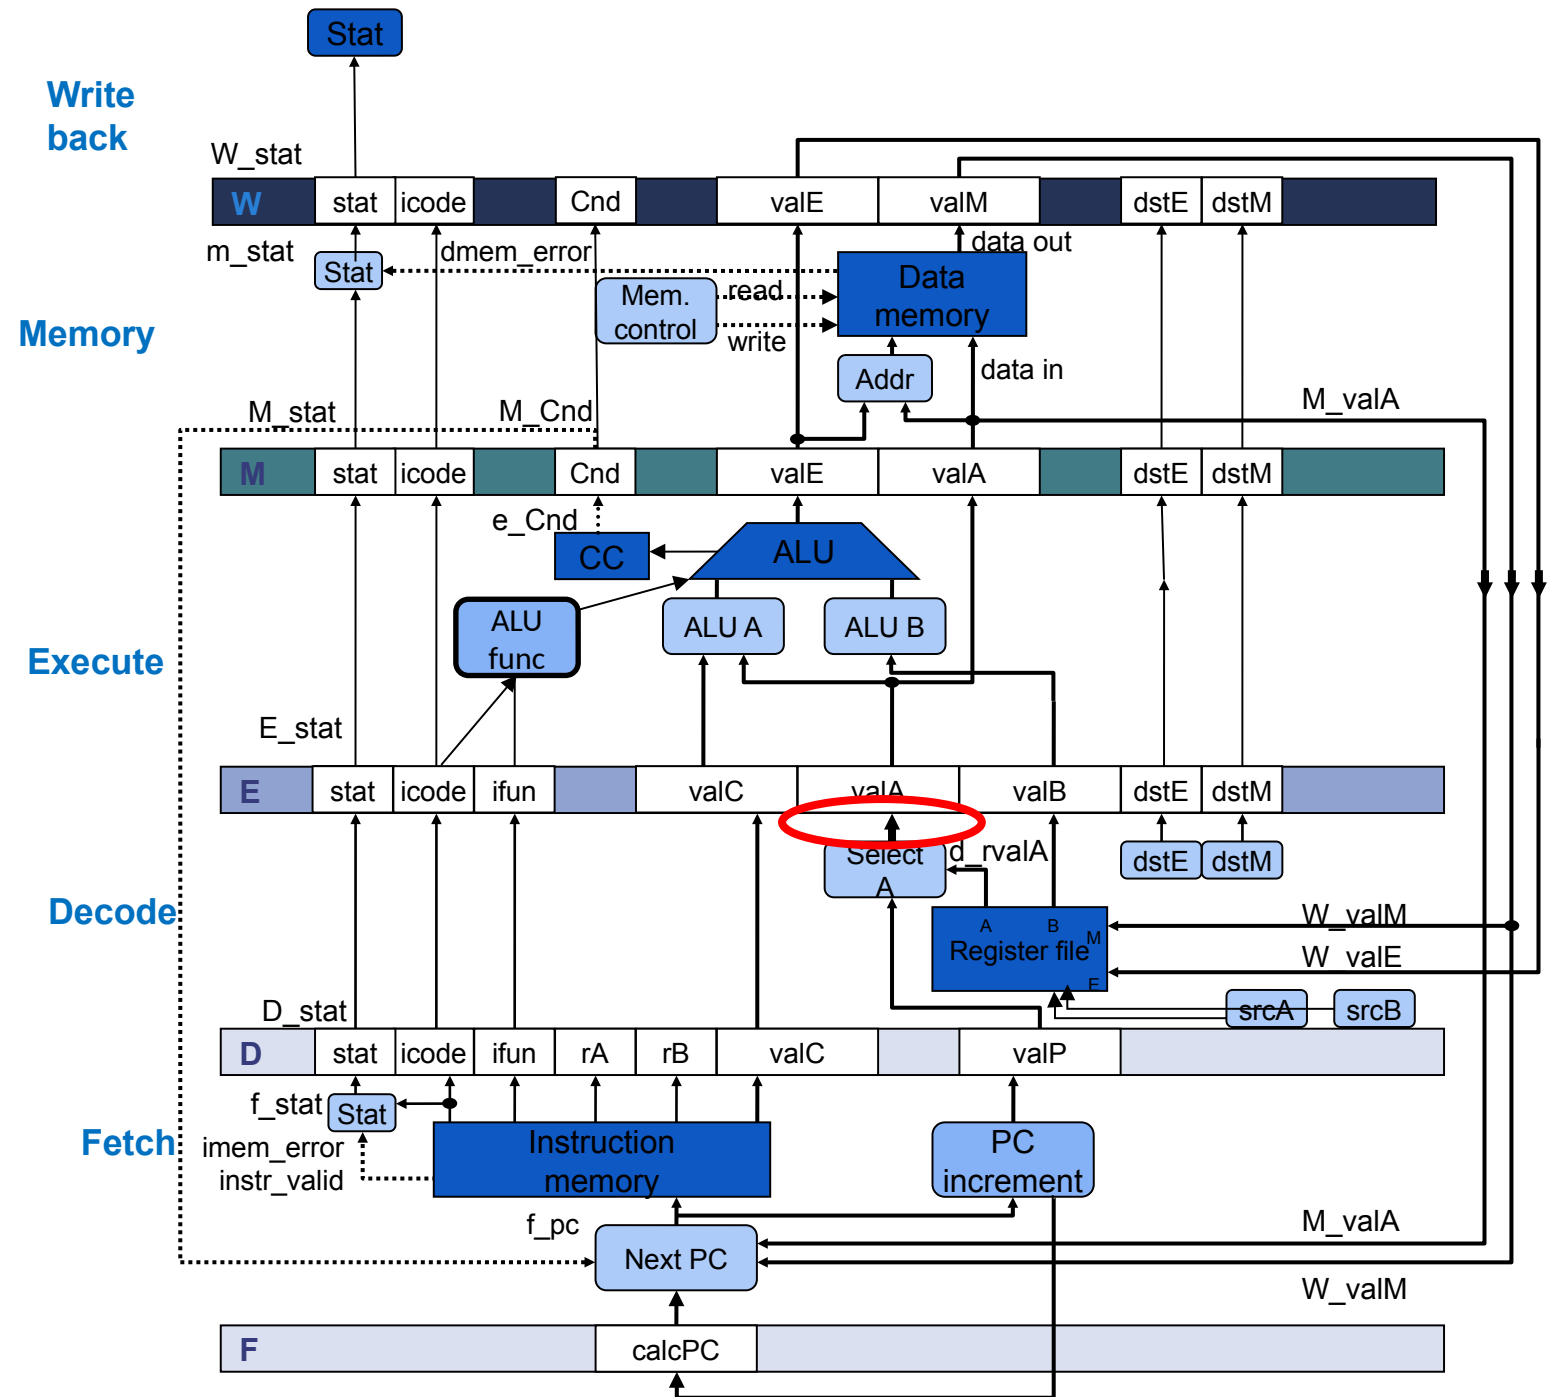 Stat
Write
back
W_stat
W
stat
icode
Cnd
valE
valM
dstE
dstM
m_stat
Stat
dmem_error
data out
Data
memory
Mem.
control
read
write
Memory
Addr
data in
M_stat
M_Cnd
M_valA
M
stat
icode
Cnd
valE
valA
dstE
dstM
e_Cnd
CC
ALU
ALU
func
ALU A
ALU B
Execute
E_stat
E
stat
icode
ifun
valC
valA
valB
dstE
dstM
Select
A
d_rvalA
dstE
dstM
Decode
A
B
M
Register file
E
W_valM
W_valE
D_stat
srcA
srcB
D
stat
icode
ifun
rA
rB
valC
valP
f_stat
Stat
Fetch
imem_error
instr_valid
Instruction
memory
PC
increment
f_pc
Next PC
M_valA
W_valM
F
calcPC